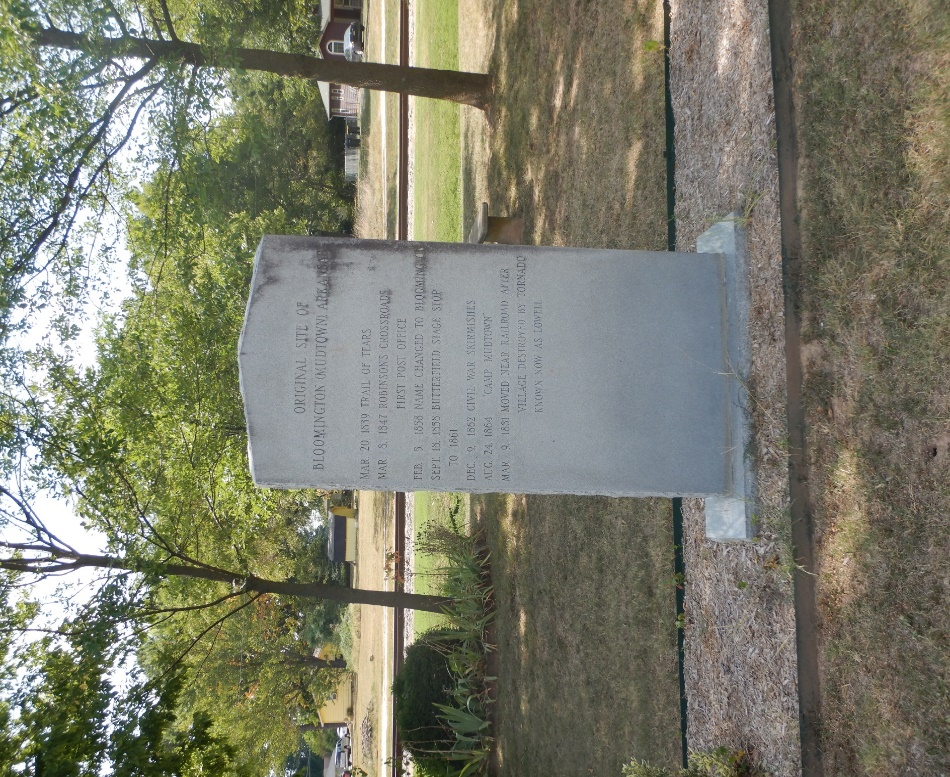 ORIGINAL SITE OF
BLOOMINGTON (MUDTOWN) ARKANSAS
MAR. 20 1839 TRAIL OF TEARS
MAR. 3, 1847 ROBINSONS CROSSROADS
FIRST POST OFFICE
FEB. 3, 1858 NAME CHANGED TO BLOOMINGTON
SEPT. 18, 1858 BUTTERFIELD STAGE STOP
TO 1861
DEC. 9, 1862 CIVIL WAR SKIRMISHES
AUG. 24, 1864 "CAMP MUDTOWN"
MAR. 9, 1881 MOVED NEAR RAILROAD AFTER
VILLAGE DESTROYED BY TORNADO
KNOWN NOW AS LOWELL